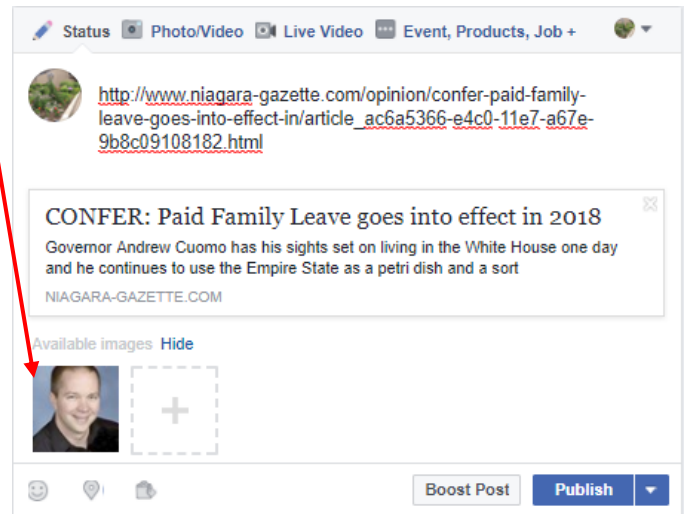 Status Photo/Video Live Video Event, Products, Job +
http://www.niagara-gazette.com/opinion/confer-paid-family-
leave-goes-into-effect-in/article_ac6a5366-e4c0-11e7-a67e-
9b8c09108182.html
CONFER: Paid Family Leave goes into effect in 2018
Governor Andrew Cuomo has his sights set on living in the White House one day
and he continues to use the Empire State as a petri dish and a sort
NIAGARA-GAZETTE.COM
Available images Hide
Boost Post Publish